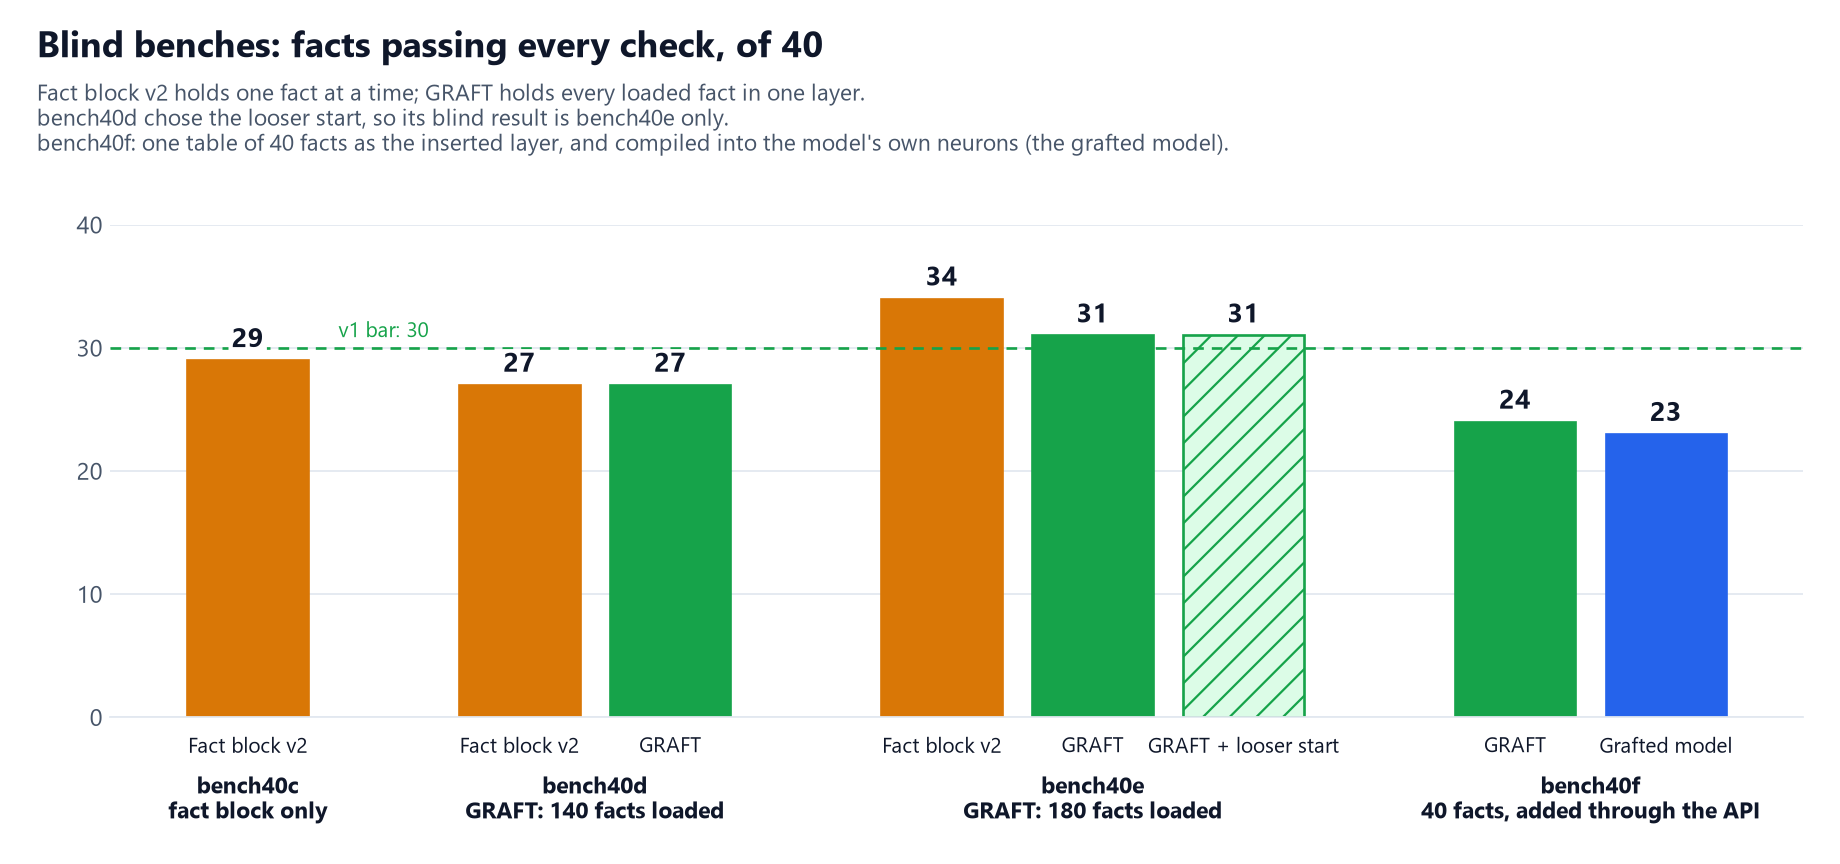 Blind benches: facts passing every check, of 40
Fact block v2 holds one fact at a time; GRAFT holds every loaded fact in one layer.
bench40d chose the looser start, so its blind result is bench40e only.
bench40f: one table of 40 facts as the inserted layer, and compiled into the model's own neurons (the grafted model).
40
30
20
10
0
v1 bar: 30
29
27
27
34
31
31
24
23
Fact block v2
Fact block v2
GRAFT
Fact block v2
GRAFT
GRAFT + looser start
GRAFT
Grafted model
bench40c
fact block only
bench40d
GRAFT: 140 facts loaded
bench40e
GRAFT: 180 facts loaded
bench40f
40 facts, added through the API